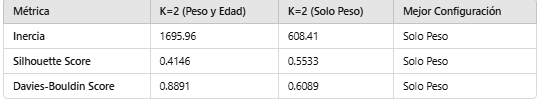 Métrica K=2 (Peso y Edad) K=2 (Solo Peso) Mejor Configuración
Inercia 1695.96 608.41 Solo Peso
Silhouette Score 0.4146 0.5533 Solo Peso
Davies-Bouldin Score 0.8891 0.6089 Solo Peso